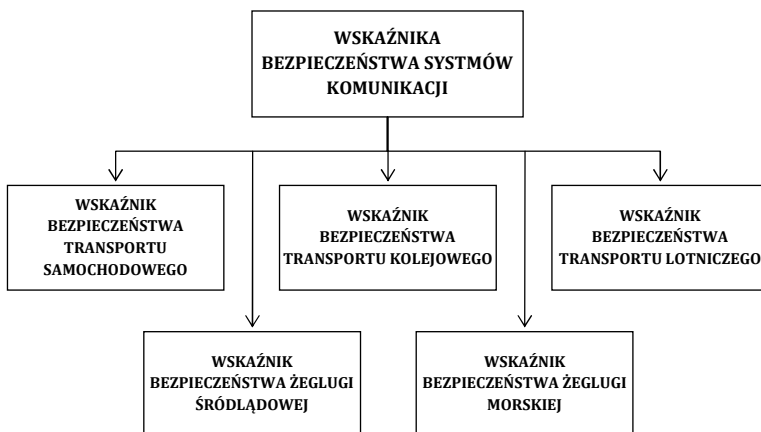 WSKAŹNIKA
BEZPIECZEŃSTWA SYSTMÓW
KOMUNIKACJI
WSKAŹNIK
BEZPIECZEŃSTWA
TRANSPORTU
SAMOCHODOWEGO
WSKAŹNIK
BEZPIECZEŃSTWA
TRANSPORTU KOLEJOWEGO
WSKAŹNIK
BEZPIECZEŃSTWA
TRANSPORTU LOTNICZEGO
WSKAŹNIK
BEZPIECZEŃSTWA ŻEGLUGI
ŚRÓDLĄDOWEJ
WSKAŹNIK
BEZPIECZEŃSTWA ŻEGLUGI
MORSKIEJ